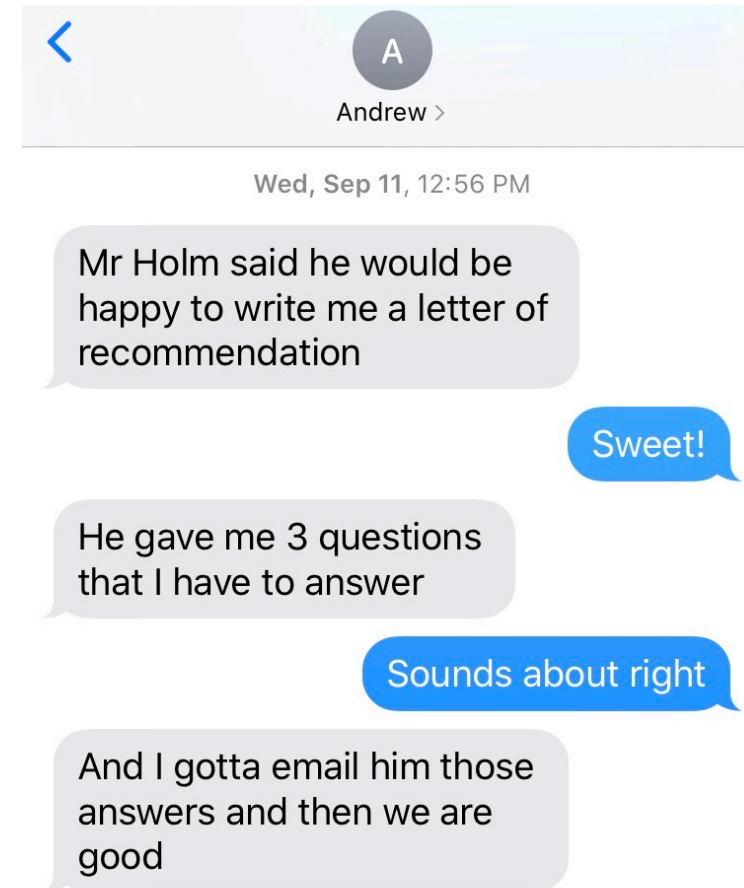 A
Andrew >
Wed, Sep 11, 12:56 PM
Mr Holm said he would be
happy to write me a letter of
recommendation
Sweet!
He gave me 3 questions
that I have to answer
Sounds about right
And I gotta email him those
answers and then we are
good